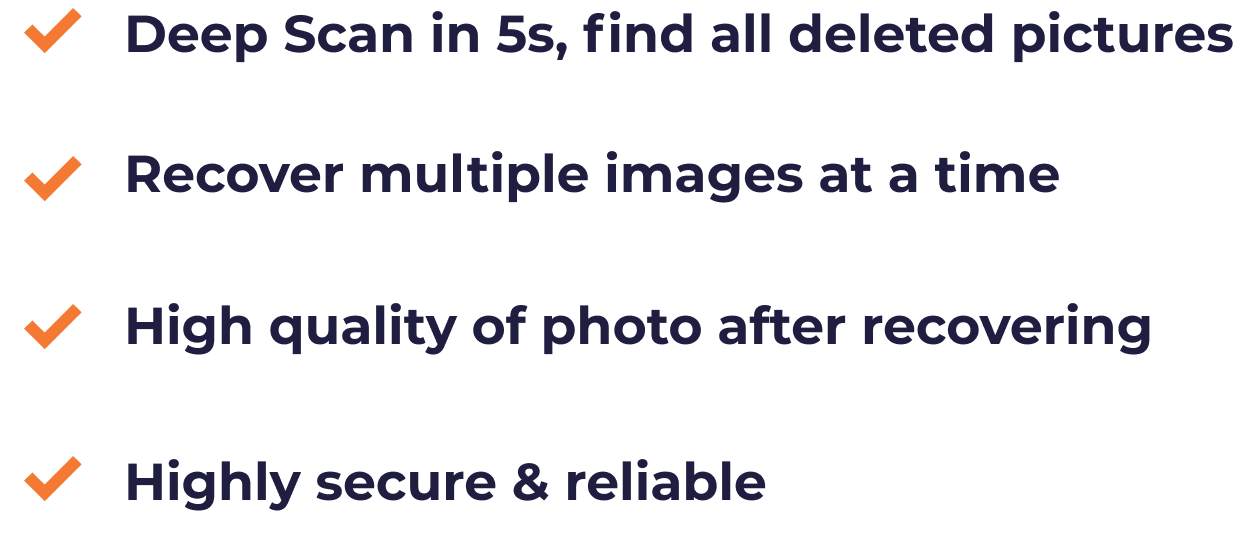 Deep Scan in 5s, find all deleted pictures
Recover multiple images at a time
High quality of photo after recovering
Highly secure & reliable